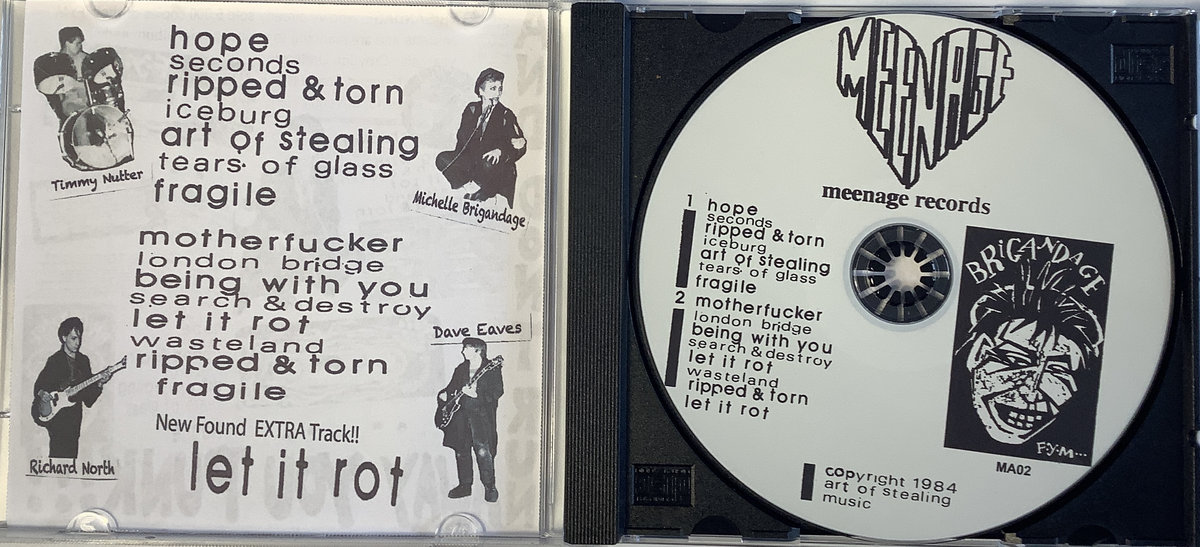 hope
seconds
ripped & torn
iceburg
art of stealing
tears of glass
fragile
Timmy Nutter
Michelle Brigandage
motherfucker
london bridge
being with you
search & destroy
let it rot
wasteland
ripped & torn
fragile
Dave Eaves
Richard North
New Found EXTRA Track!!
let it rot
MEENAGE
meenage records
1 hope
seconds
ripped & torn
iceburg
art of stealing
tears of glass
fragile
2 motherfucker
london bridge
being with you
search & destroy
let it rot
wasteland
ripped & torn
let it rot
BRiGANDAGE
F.Y.M...
MA02
copyright 1984
art of stealing
music